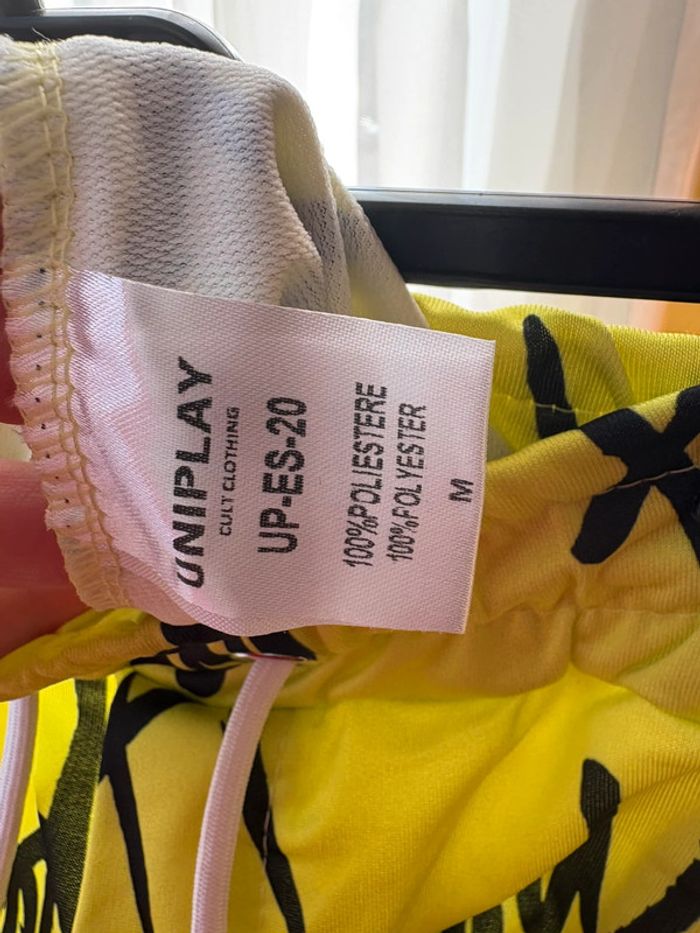 UNIPLAY
CULT CLOTHING
UP-ES-20
100%POLIESTERE
100%POLYESTER
M